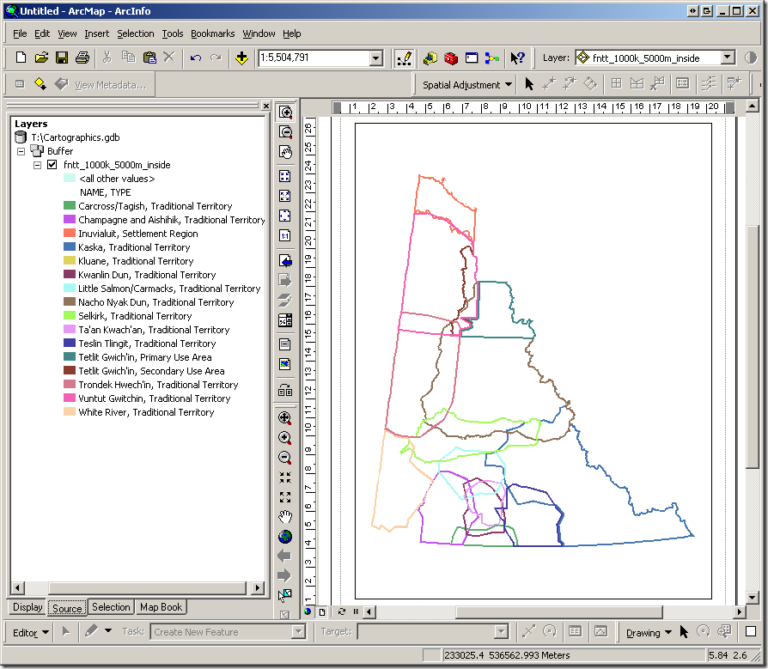 Untitled - ArcMap - ArcInfo
File Edit View Insert Selection Tools Bookmarks Window Help
1:5,504,791
Layer: fntt_1000k_5000m_inside
View Metadata...
Spatial Adjustment
Layers
T:\Cartographics.gdb
Buffer
fntt_1000k_5000m_inside
<all other values>
NAME, TYPE
Carcross/Tagish, Traditional Territory
Champagne and Aishihik, Traditional Territory
Inuvialuit, Settlement Region
Kaska, Traditional Territory
Kluane, Traditional Territory
Kwanlin Dun, Traditional Territory
Little Salmon/Carmacks, Traditional Territory
Nacho Nyak Dun, Traditional Territory
Selkirk, Traditional Territory
Ta'an Kwach'an, Traditional Territory
Teslin Tlingit, Traditional Territory
Tetlit Gwich'in, Primary Use Area
Tetlit Gwich'in, Secondary Use Area
Trondek Hwech'in, Traditional Territory
Vuntut Gwitchin, Traditional Territory
White River, Traditional Territory
1:1
1 2 3 4 5 6 7 8 9 10 11 12 13 14 15 16 17 18 19 20
26
25
24
23
22
21
20
19
18
17
16
15
14
13
12
11
10
9
8
7
6
5
4
3
2
1
Display Source Selection Map Book
Editor Task: Create New Feature Target: Drawing
233025.4 536562.993 Meters 5.84 2.6